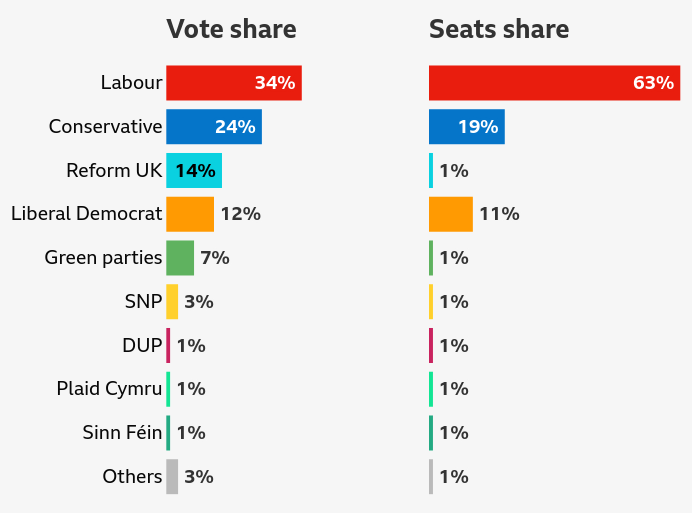 Vote share Seats share
Labour 34% 63%
Conservative 24% 19%
Reform UK 14% 1%
Liberal Democrat 12% 11%
Green parties 7% 1%
SNP 3% 1%
DUP 1% 1%
Plaid Cymru 1% 1%
Sinn Féin 1% 1%
Others 3% 1%